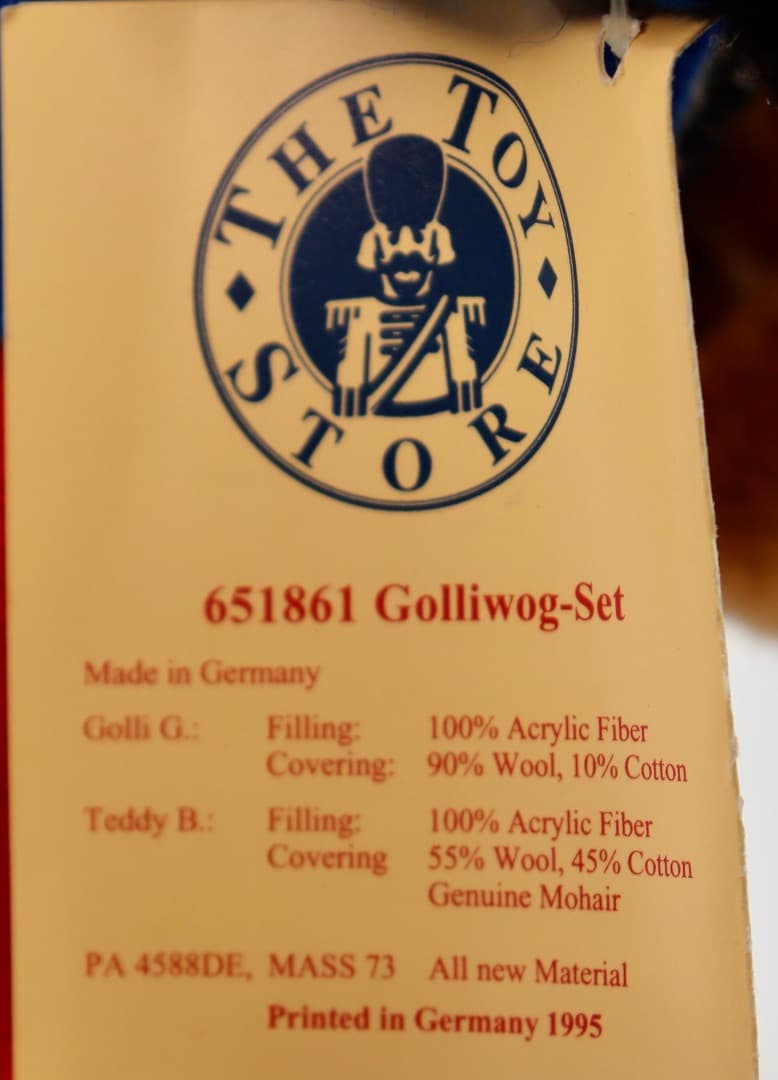 THE TOY
STORE
651861 Golliwog-Set
Made in Germany
Golli G.: Filling: 100% Acrylic Fiber
Covering: 90% Wool, 10% Cotton
Teddy B.: Filling: 100% Acrylic Fiber
Covering 55% Wool, 45% Cotton
Genuine Mohair
PA 4588DE, MASS 73 All new Material
Printed in Germany 1995